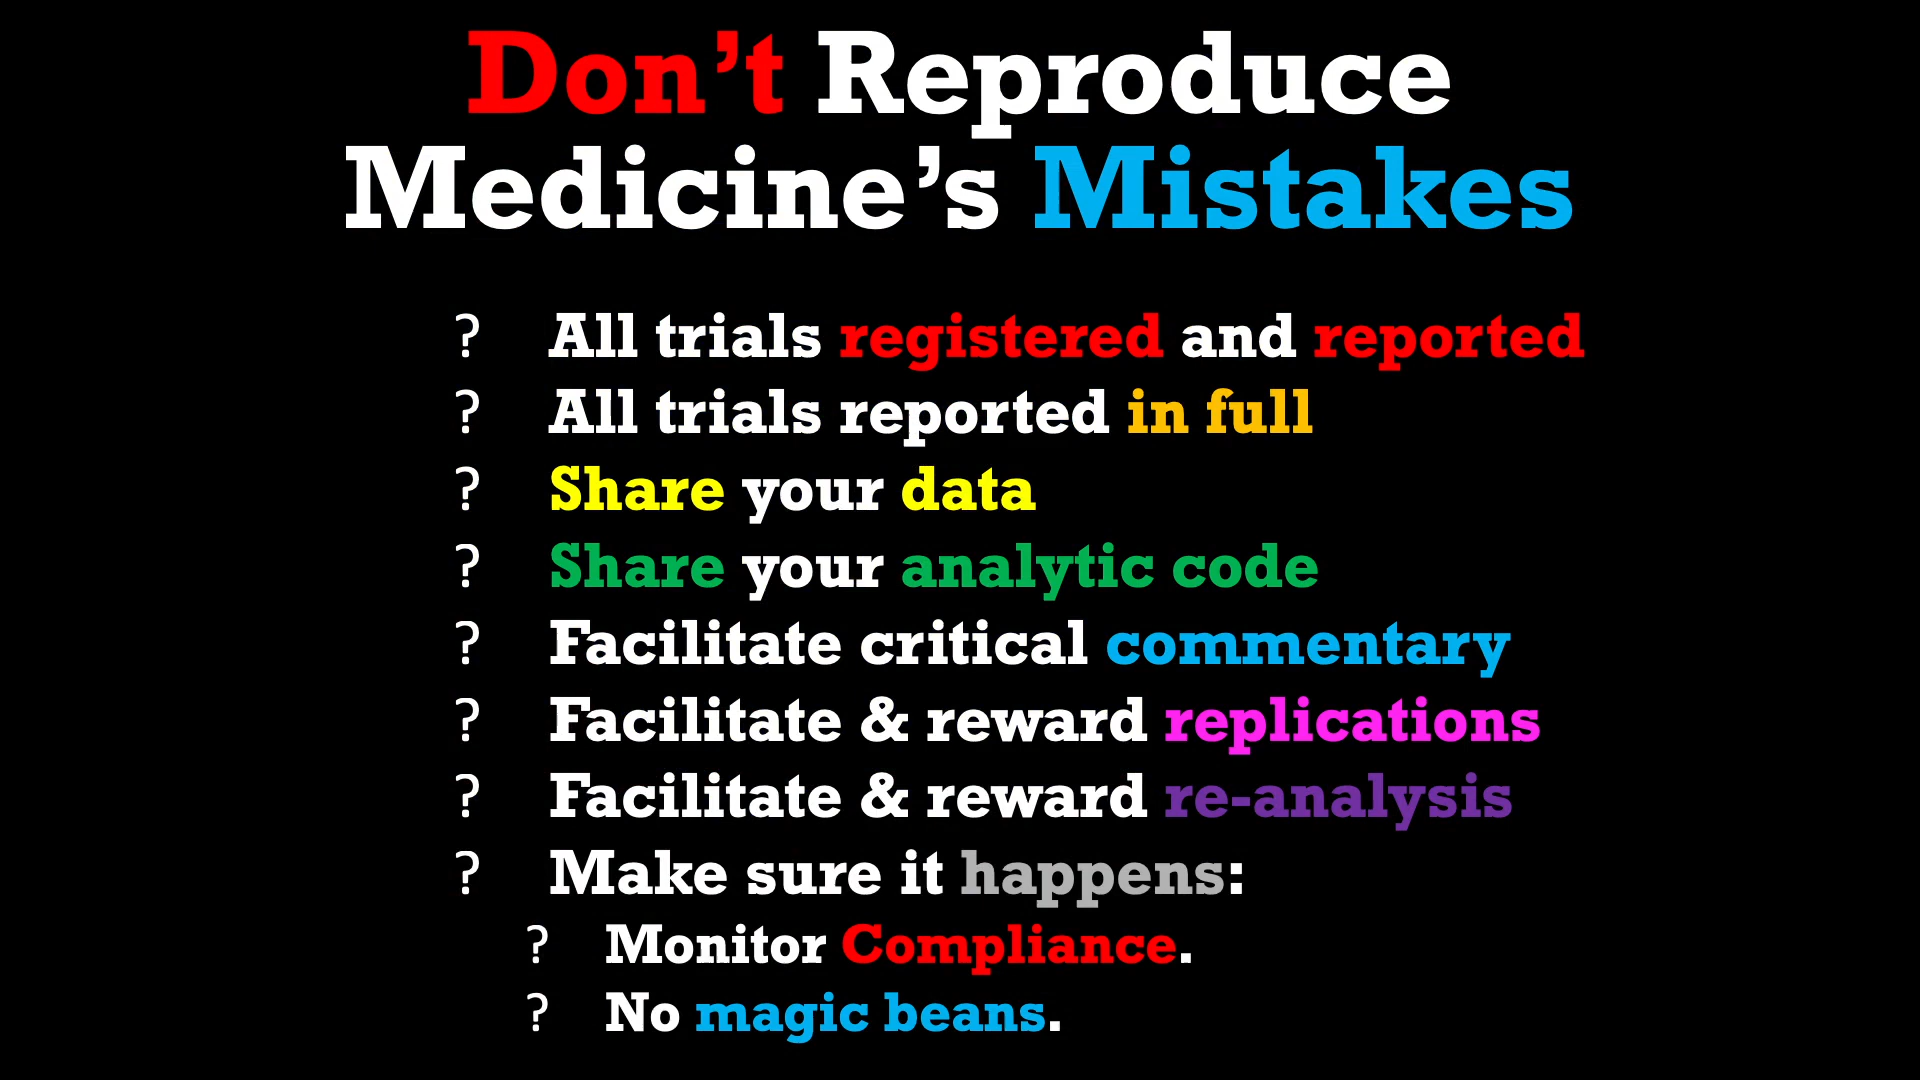 Don’t Reproduce
Medicine’s Mistakes
? All trials registered and reported
? All trials reported in full
? Share your data
? Share your analytic code
? Facilitate critical commentary
? Facilitate & reward replications
? Facilitate & reward re-analysis
? Make sure it happens:
? Monitor Compliance.
? No magic beans.